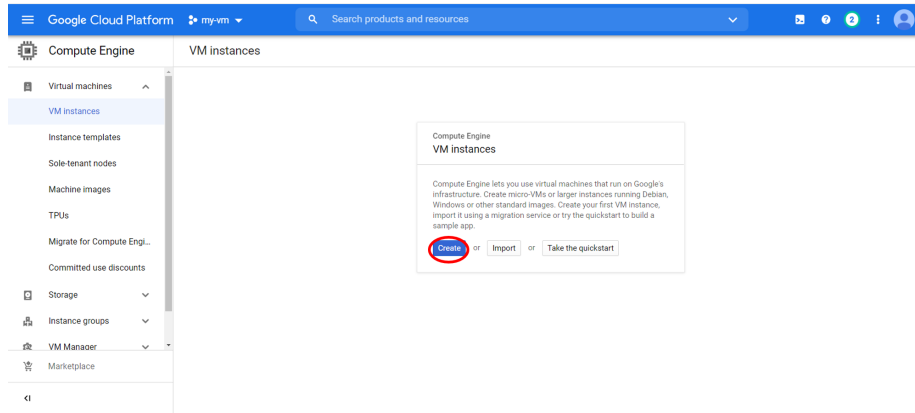 Google Cloud Platform
my-vm
Search products and resources
2
Compute Engine
VM instances
Virtual machines
VM instances
Instance templates
Sole-tenant nodes
Machine images
TPUs
Migrate for Compute Engi...
Committed use discounts
Storage
Instance groups
VM Manager
Marketplace
Compute Engine
VM instances
Compute Engine lets you use virtual machines that run on Google's
infrastructure. Create micro-VMs or larger instances running Debian,
Windows or other standard images. Create your first VM instance,
import it using a migration service or try the quickstart to build a
sample app.
Create or Import or Take the quickstart